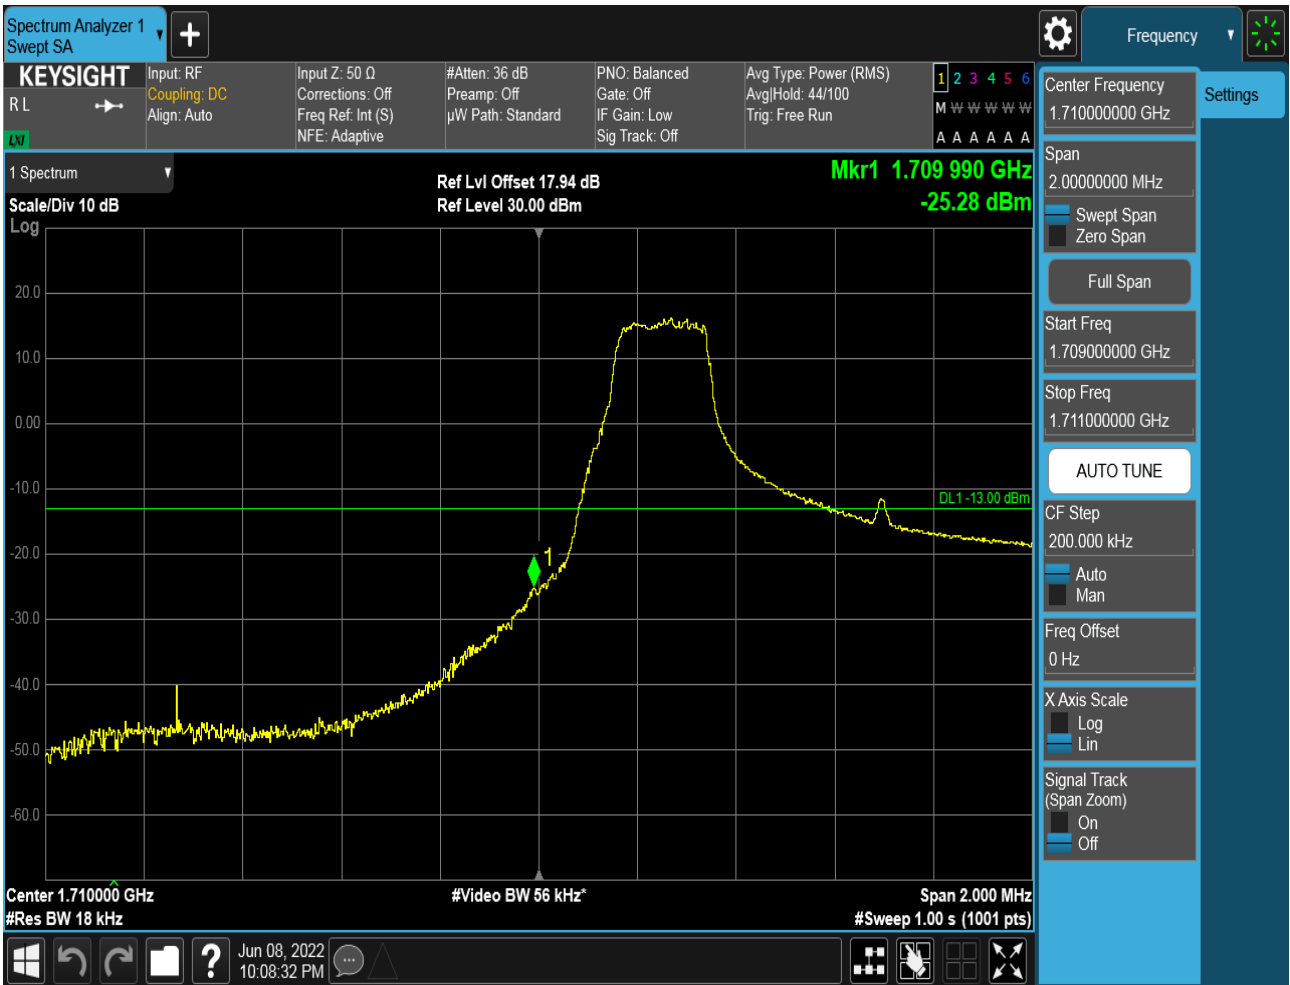 Spectrum Analyzer 1
Swept SA
+
Frequency
KEYSIGHT
R L
LXI
Input: RF
Coupling: DC
Align: Auto
Input Z: 50 Ω
Corrections: Off
Freq Ref: Int (S)
NFE: Adaptive
#Atten: 36 dB
Preamp: Off
µW Path: Standard
PNO: Balanced
Gate: Off
IF Gain: Low
Sig Track: Off
Avg Type: Power (RMS)
Avg|Hold: 44/100
Trig: Free Run
1 2 3 4 5 6
M W W W W W
A A A A A A
1 Spectrum
Scale/Div 10 dB
Log
Ref Lvl Offset 17.94 dB
Ref Level 30.00 dBm
Mkr1 1.709 990 GHz
-25.28 dBm
20.0
10.0
0.00
-10.0
-20.0
-30.0
-40.0
-50.0
-60.0
DL1 -13.00 dBm
1
Center 1.710000 GHz
#Res BW 18 kHz
#Video BW 56 kHz*
Span 2.000 MHz
#Sweep 1.00 s (1001 pts)
Center Frequency
1.710000000 GHz
Span
2.00000000 MHz
Swept Span
Zero Span
Full Span
Start Freq
1.709000000 GHz
Stop Freq
1.711000000 GHz
AUTO TUNE
CF Step
200.000 kHz
Auto
Man
Freq Offset
0 Hz
X Axis Scale
Log
Lin
Signal Track
(Span Zoom)
On
Off
Settings
?
Jun 08, 2022
10:08:32 PM